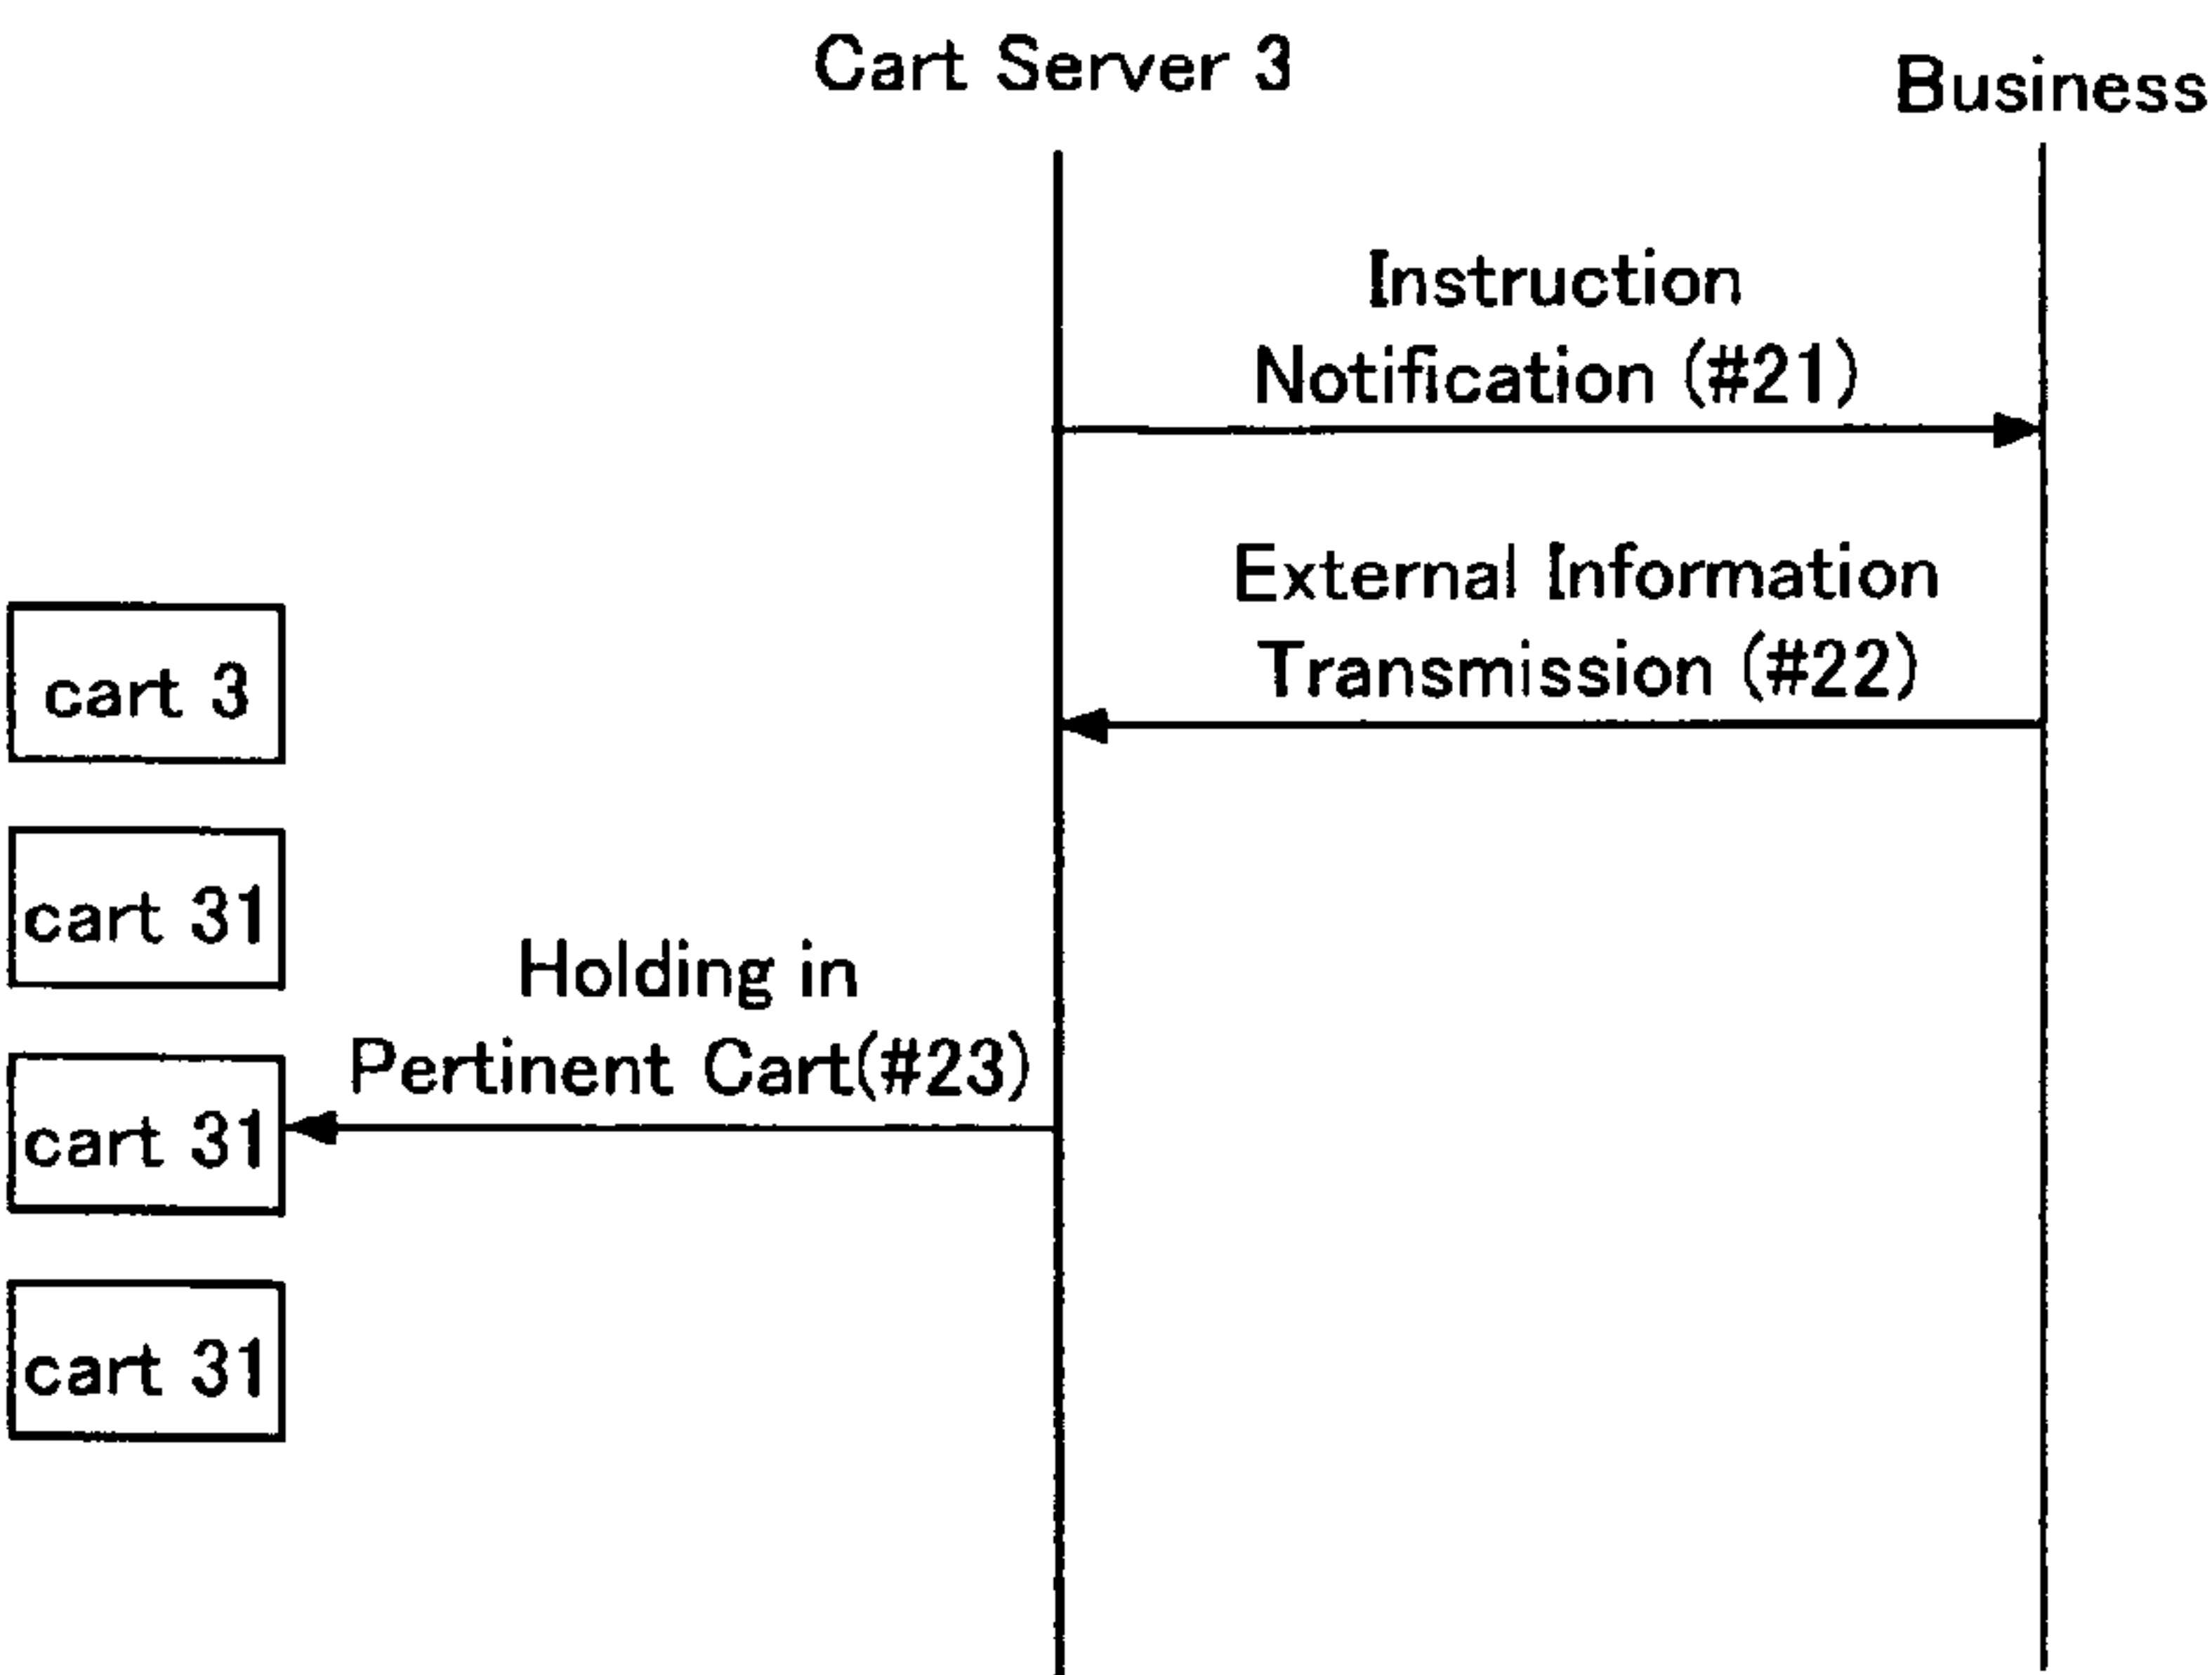 Cart Server 3
Business
Instruction
Notification (#21)
External Information
Transmission (#22)
cart 3
cart 31
Holding in
Pertinent Cart(#23)
cart 31
cart 31